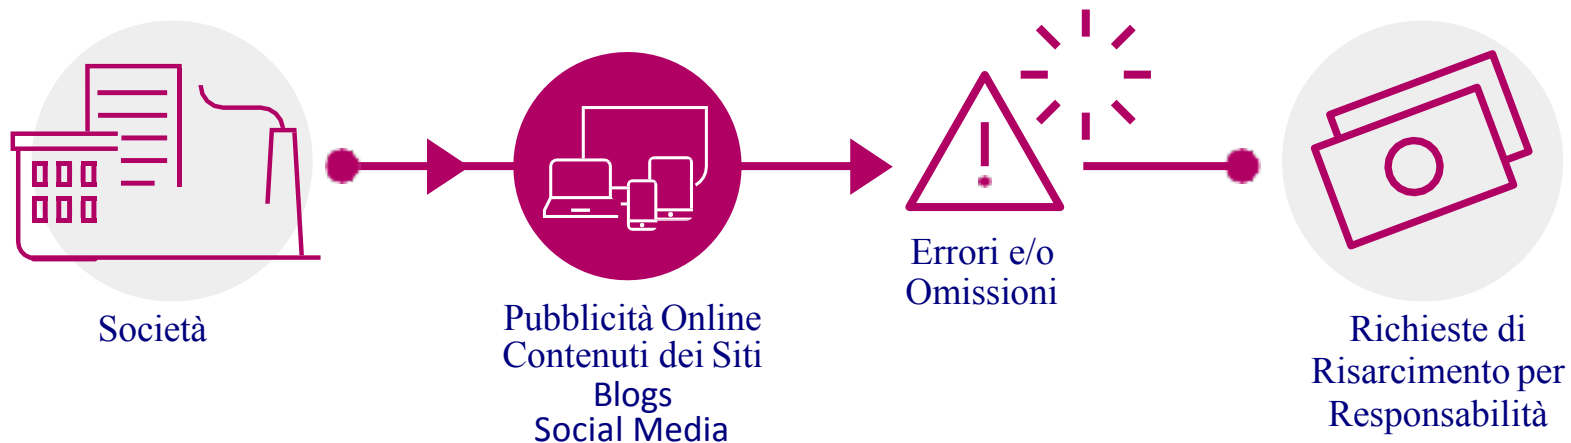 Società
Pubblicità Online
Contenuti dei Siti
Blogs
Social Media
Errori e/o
Omissioni
Richieste di
Risarcimento per
Responsabilità